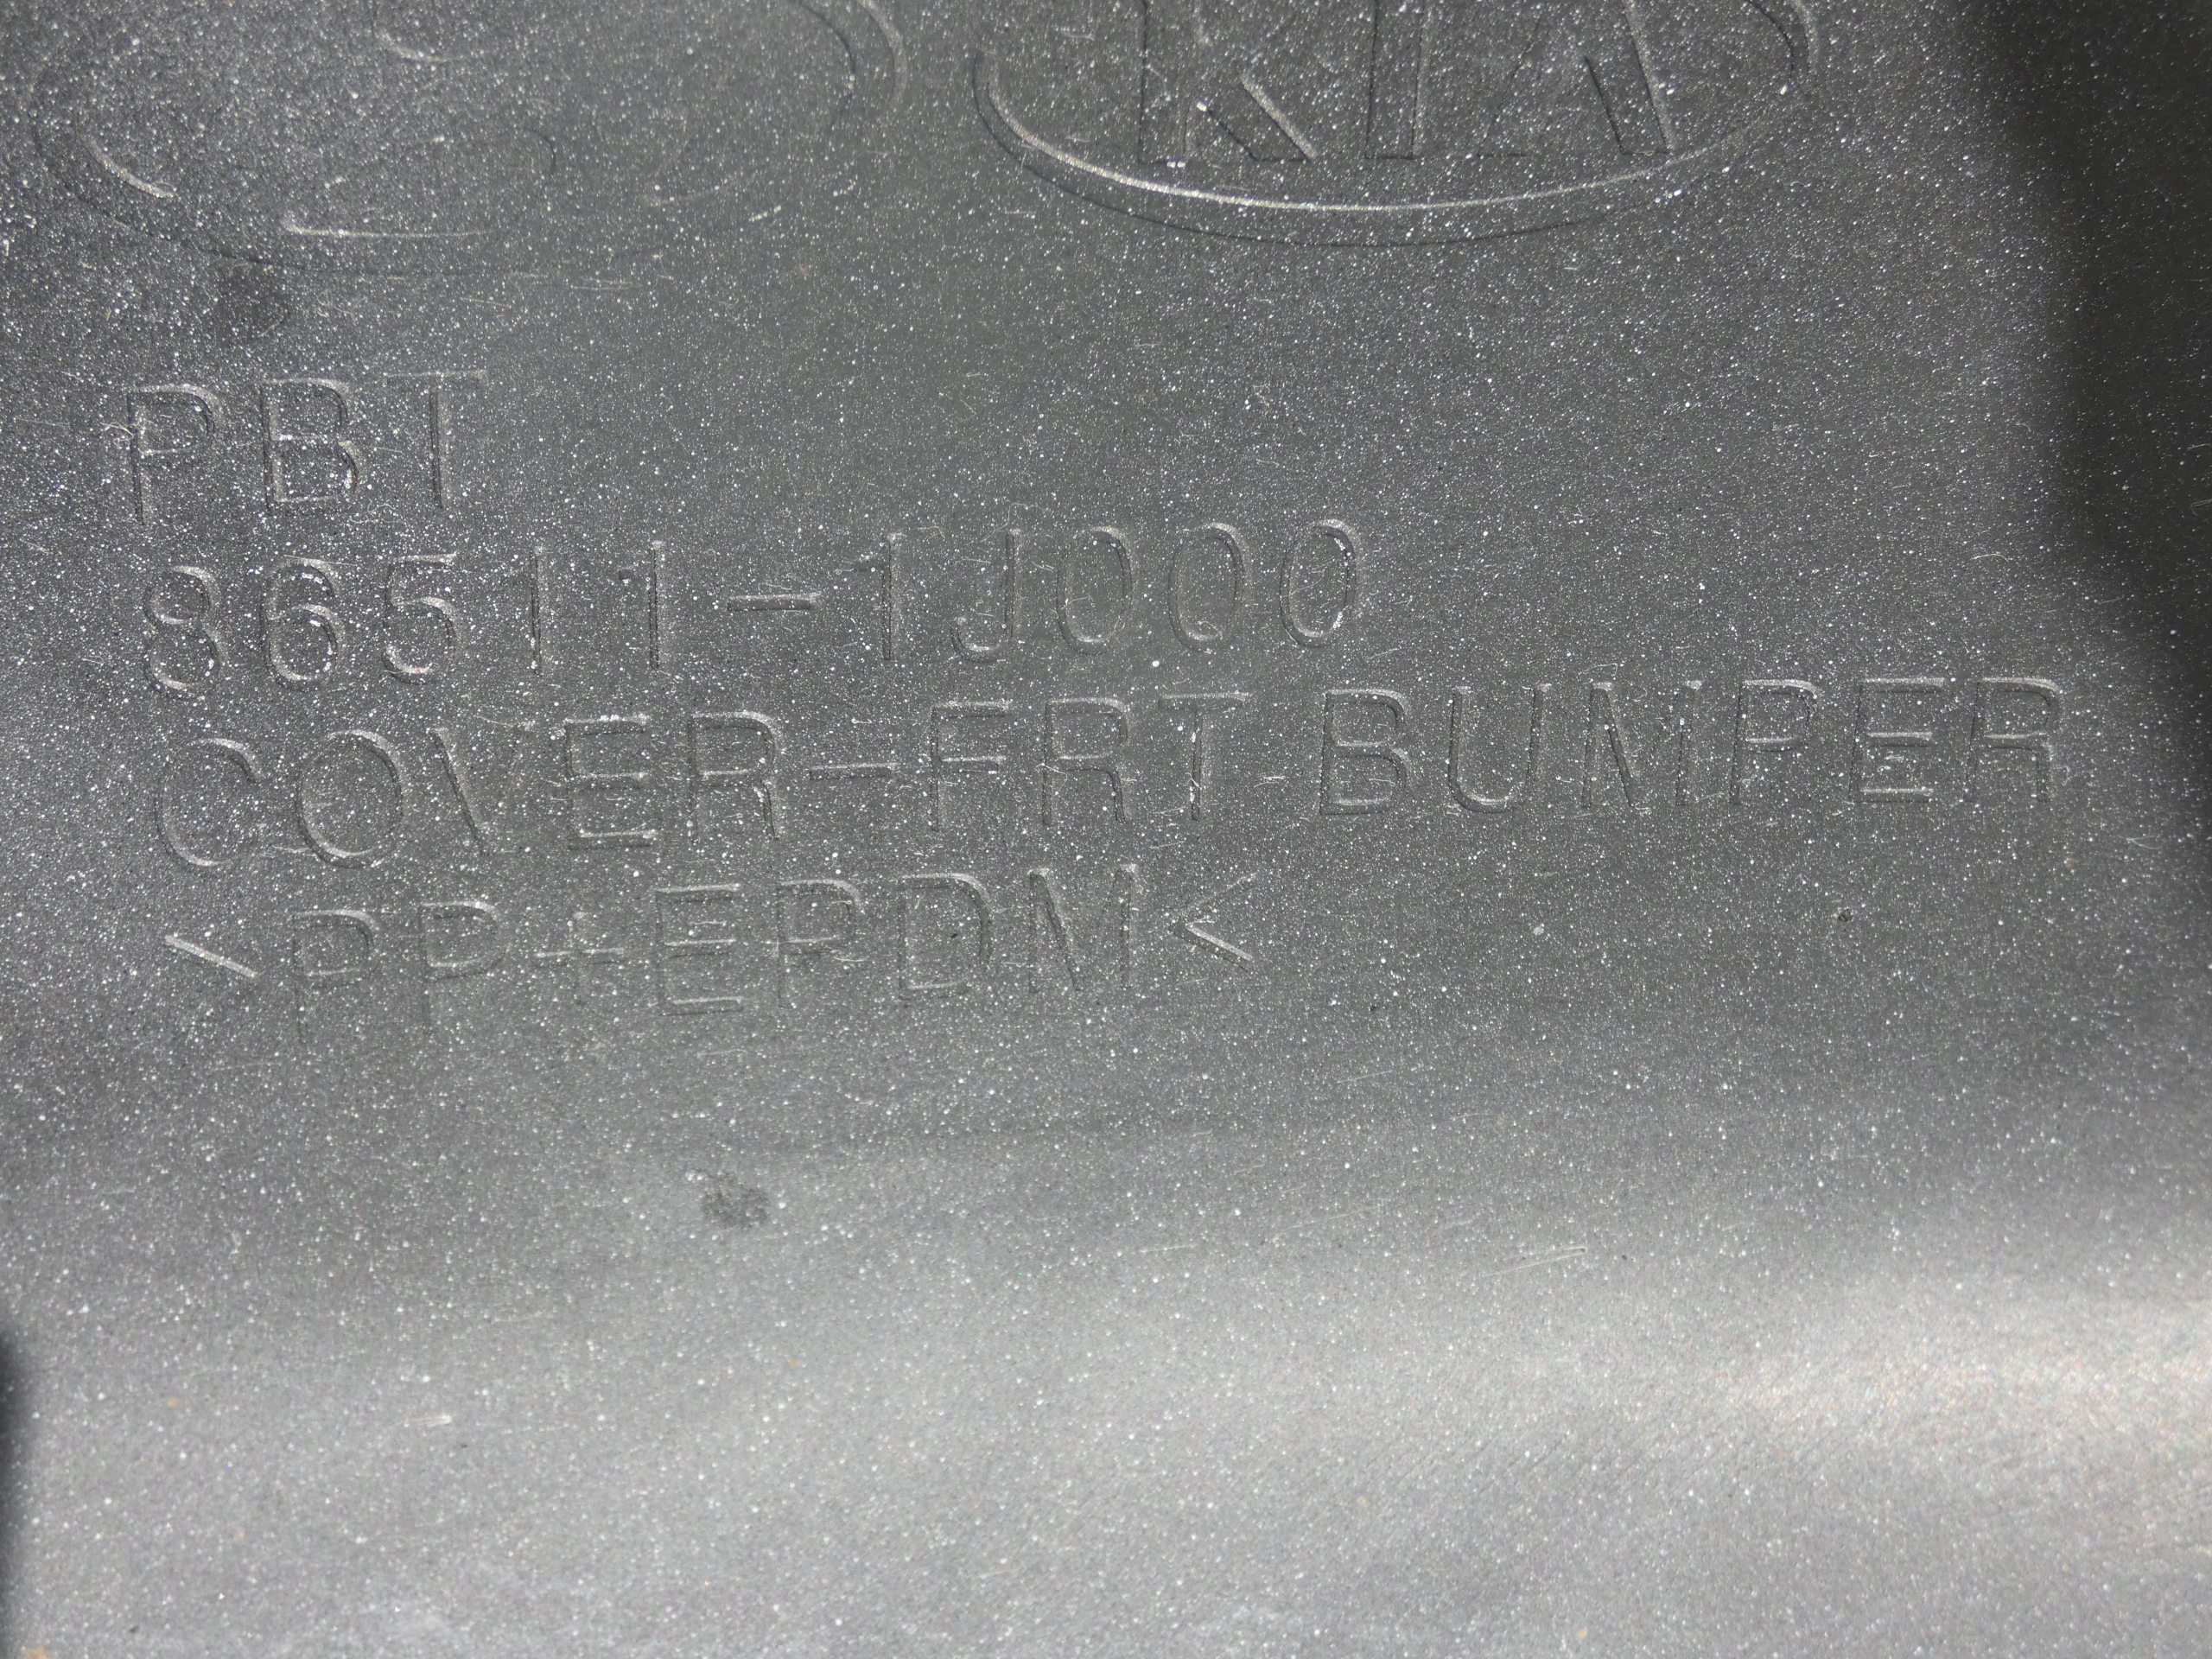 KIA
PBT
86511-1J000
COVER-FRT BUMPER
>PP+EPDM<